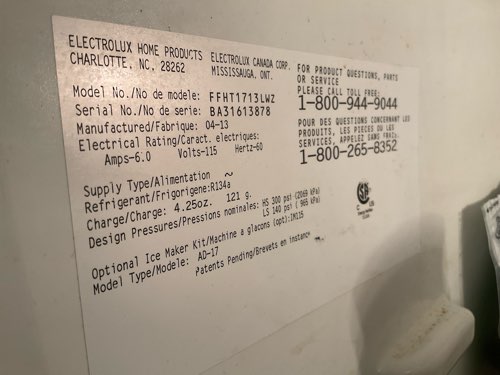 ELECTROLUX HOME PRODUCTS
CHARLOTTE, NC, 28262
ELECTROLUX CANADA CORP.
MISSISSAUGA, ONT.
Model No./No de modele: FFHT1713LWZ
Serial No./No de serie: BA31613878
Manufactured/Fabrique: 04-13
Electrical Rating/Caract. electriques:
Amps-6.0 Volts-115 Hertz-60
Supply Type/Alimentation ~
Refrigerant/Frigorigene:R134a
Charge/Charge: 4.25oz. 121 g.
Design Pressures/Pressions nominales: HS 300 psi (2069 kPa)
LS 140 psi ( 965 kPa)
Optional Ice Maker Kit/Machine a glacons (opt):IM116
Model Type/Modele: AD-17
Patents Pending/Brevets en instance
FOR PRODUCT QUESTIONS, PARTS
OR SERVICE
PLEASE CALL TOLL FREE:
1-800-944-9044
POUR DES QUESTIONS CONCERNANT LES
PRODUITS, LES PIECES OU LES
SERVICES, APPELEZ SANS FRAIS:
1-800-265-8352
C US